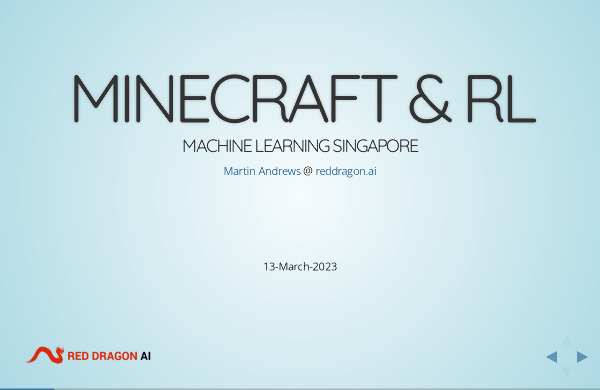 MINECRAFT & RL
MACHINE LEARNING SINGAPORE
Martin Andrews @ reddragon.ai
13-March-2023
RED DRAGON AI